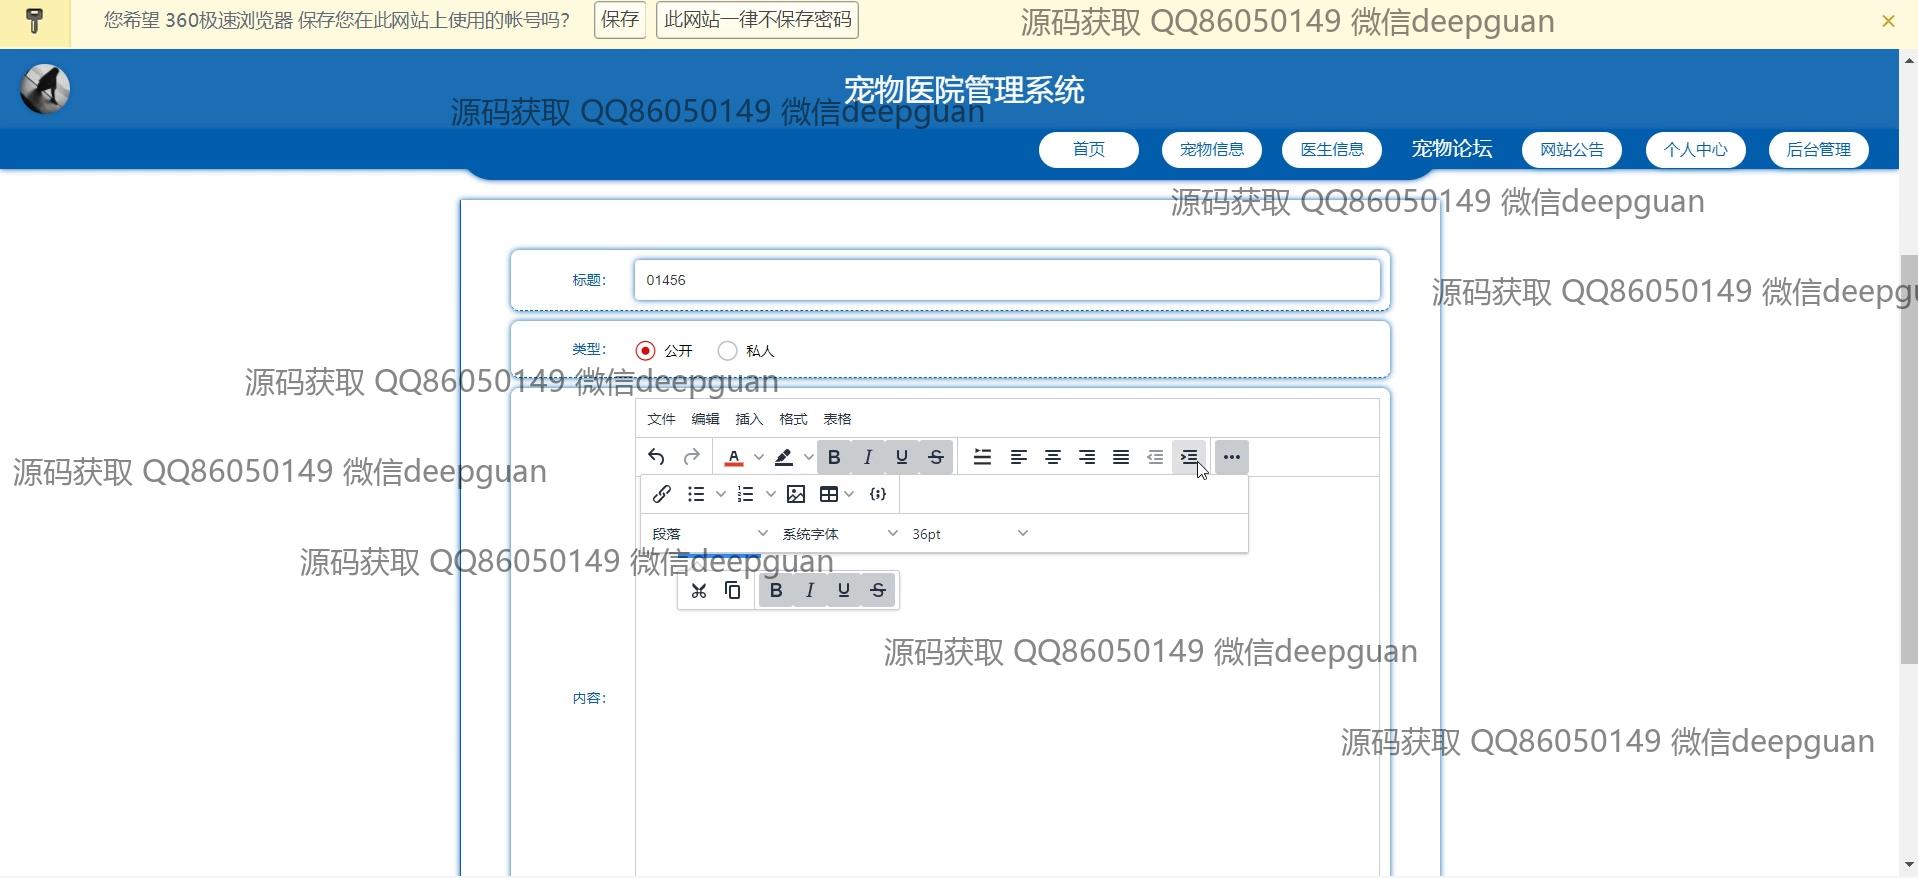 您希望 360极速浏览器 保存您在此网站上使用的帐号吗？ 保存 此网站一律不保存密码
源码获取 QQ86050149 微信deepguan
宠物医院管理系统
源码获取 QQ86050149 微信deepguan
首页 宠物信息 医生信息 宠物论坛 网站公告 个人中心 后台管理
源码获取 QQ86050149 微信deepguan
标题： 01456
源码获取 QQ86050149 微信deepgu
类型： 公开 私人
源码获取 QQ86050149 微信deepguan
文件 编辑 插入 格式 表格
A B I U S
源码获取 QQ86050149 微信deepguan
段落 系统字体 36pt
源码获取 QQ86050149 微信deepguan
B I U S
源码获取 QQ86050149 微信deepguan
内容：
源码获取 QQ86050149 微信deepguan